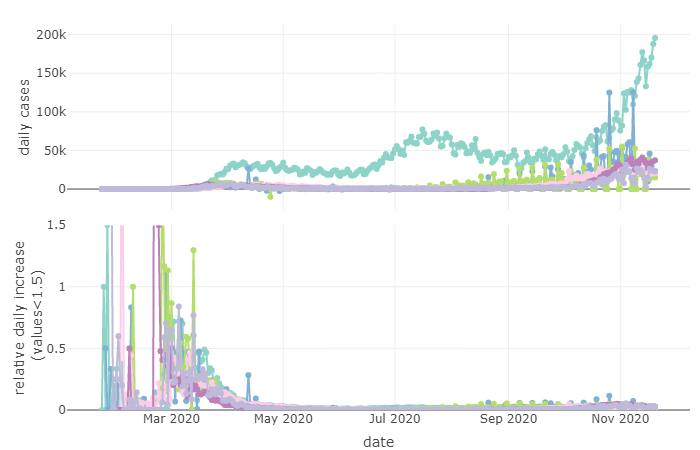 200k
150k
100k
50k
0
daily cases
1.5
1
0.5
0
relative daily increase
(values<1.5)
Mar 2020
May 2020
Jul 2020
Sep 2020
Nov 2020
date